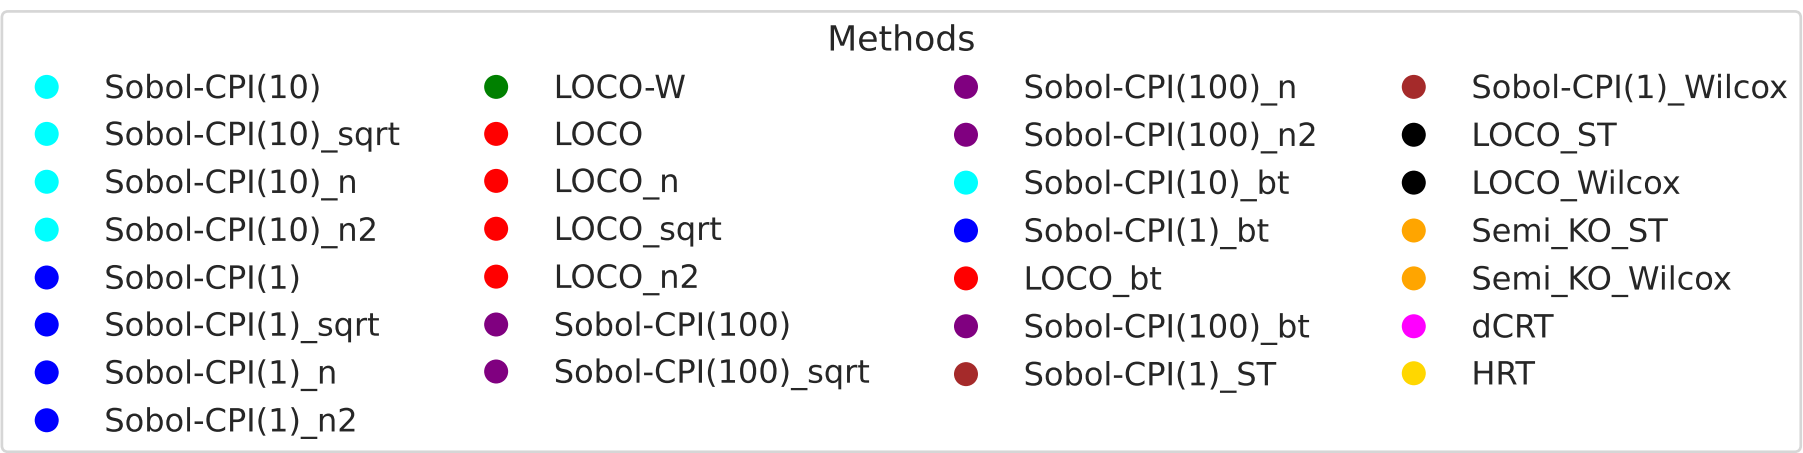 Methods
Sobol-CPI(10)
Sobol-CPI(10)_sqrt
Sobol-CPI(10)_n
Sobol-CPI(10)_n2
Sobol-CPI(1)
Sobol-CPI(1)_sqrt
Sobol-CPI(1)_n
Sobol-CPI(1)_n2
LOCO-W
LOCO
LOCO_n
LOCO_sqrt
LOCO_n2
Sobol-CPI(100)
Sobol-CPI(100)_sqrt
Sobol-CPI(100)_n
Sobol-CPI(100)_n2
Sobol-CPI(10)_bt
Sobol-CPI(1)_bt
LOCO_bt
Sobol-CPI(100)_bt
Sobol-CPI(1)_ST
Sobol-CPI(1)_Wilcox
LOCO_ST
LOCO_Wilcox
Semi_KO_ST
Semi_KO_Wilcox
dCRT
HRT